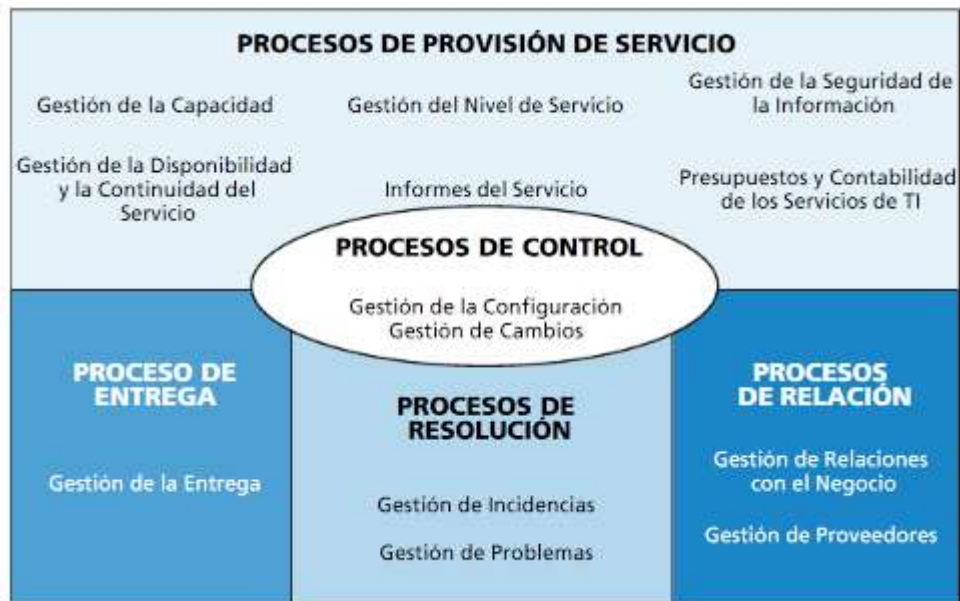 PROCESOS DE PROVISIÓN DE SERVICIO
Gestión de la Capacidad
Gestión del Nivel de Servicio
Gestión de la Seguridad de
la Información
Gestión de la Disponibilidad
y la Continuidad del
Servicio
Informes del Servicio
Presupuestos y Contabilidad
de los Servicios de TI
PROCESOS DE CONTROL
Gestión de la Configuración
Gestión de Cambios
PROCESO DE
ENTREGA
Gestión de la Entrega
PROCESOS DE
RESOLUCIÓN
Gestión de Incidencias
Gestión de Problemas
PROCESOS
DE RELACIÓN
Gestión de Relaciones
con el Negocio
Gestión de Proveedores